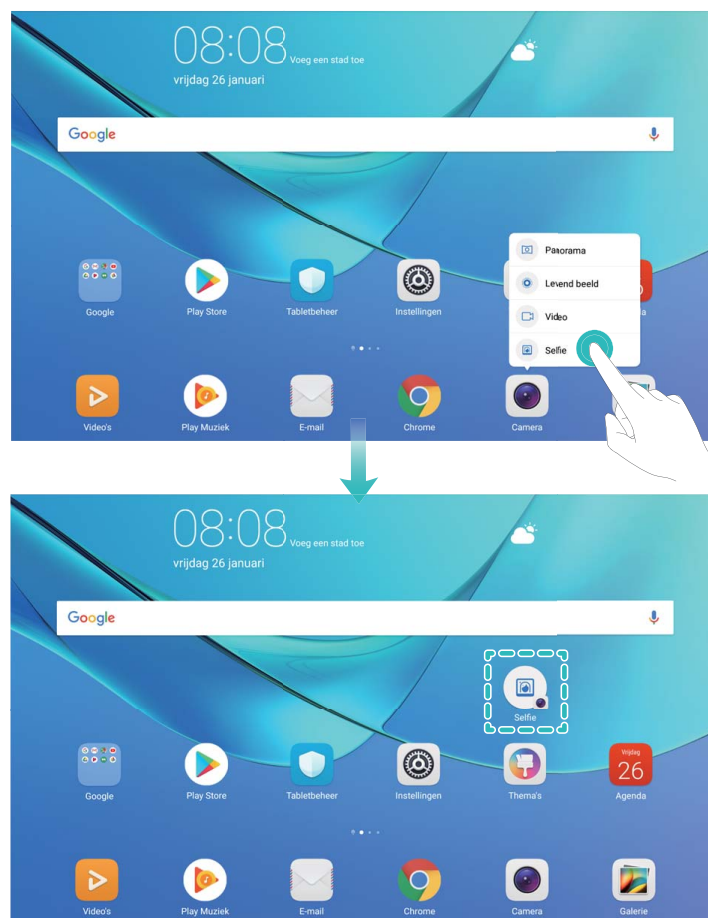 08:08 Voeg een stad toe
vrijdag 26 januari
Google
Panorama
Levend beeld
Video
Selfie
Google Play Store Tabletbeheer Instellingen
Video's Play Muziek E-mail Chrome Camera
08:08 Voeg een stad toe
vrijdag 26 januari
Google
Selfie
Vrijdag
26
Google Play Store Tabletbeheer Instellingen Thema's Agenda
Video's Play Muziek E-mail Chrome Camera Galerie